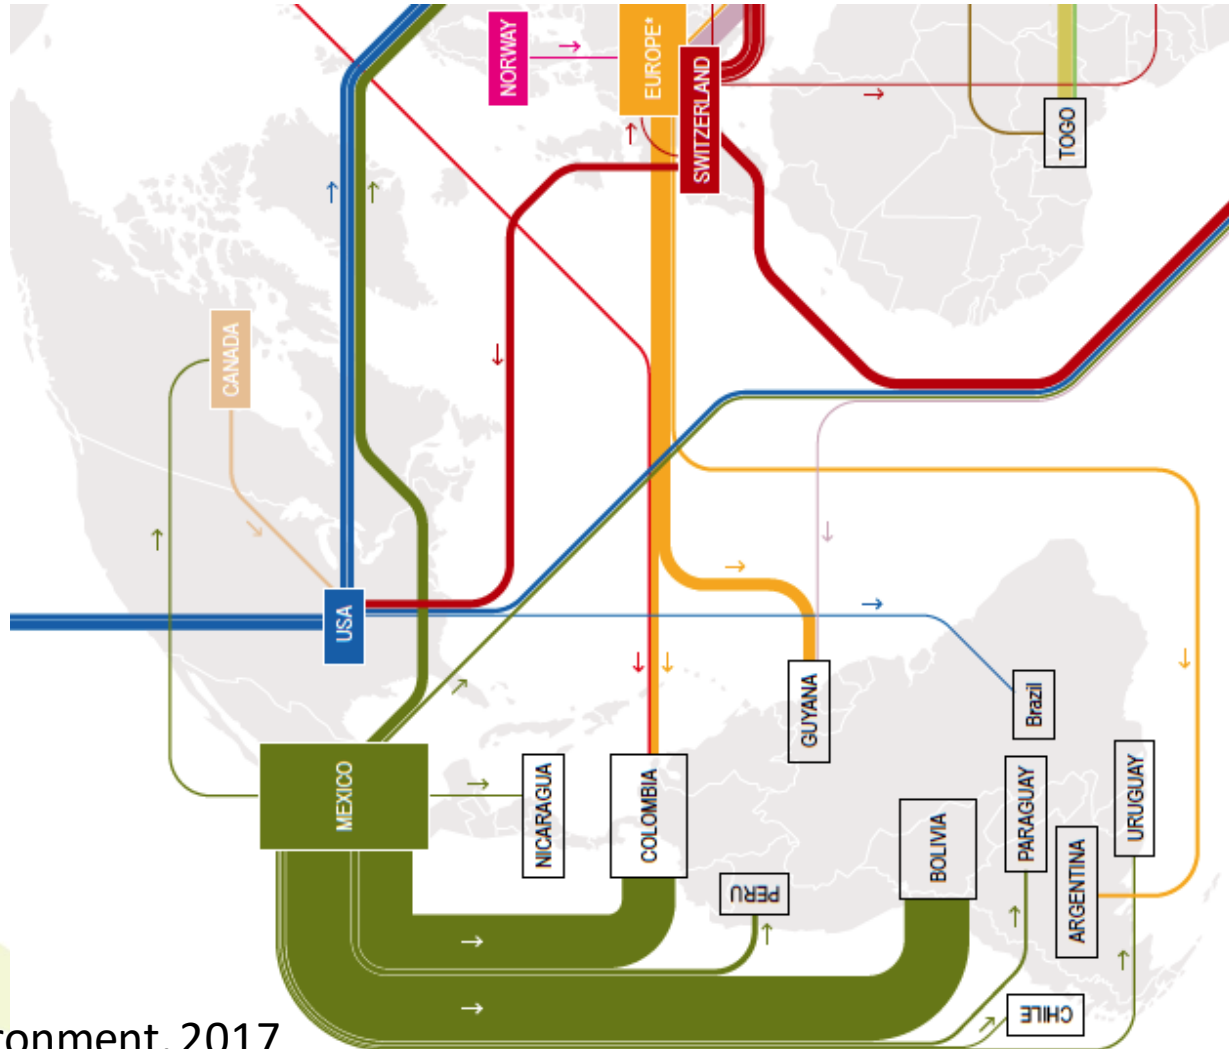 NORWAY
EUROPE*
SWITZERLAND
TOGO
CANADA
USA
MEXICO
NICARAGUA
COLOMBIA
PERU
GUYANA
Brazil
BOLIVIA
PARAGUAY
ARGENTINA
URUGUAY
CHILE
ronment, 2017